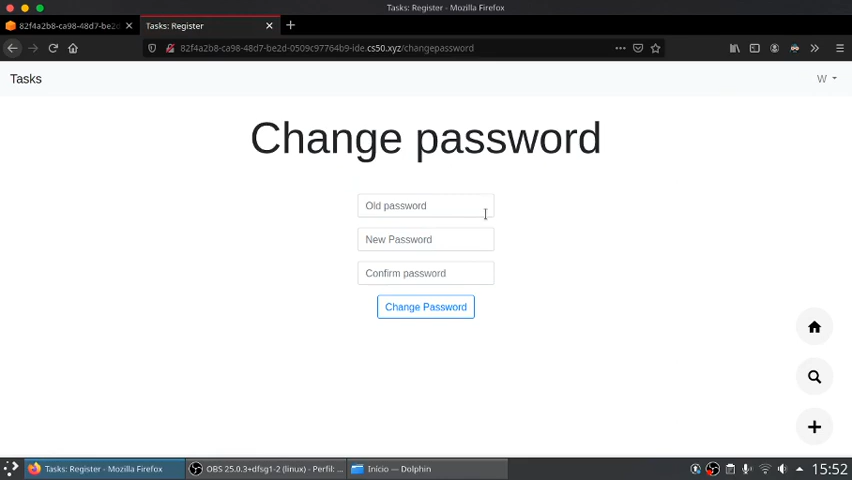 Tasks: Register - Mozilla Firefox
82f4a2b8-ca98-48d7-be2d
Tasks: Register
82f4a2b8-ca98-48d7-be2d-0509c97764b9-ide.cs50.xyz/changepassword
Tasks
W
Change password
Old password
New Password
Confirm password
Change Password
Tasks: Register - Mozilla Firefox
OBS 25.0.3+dfsg1-2 (linux) - Perfil: ...
Início — Dolphin
15:52